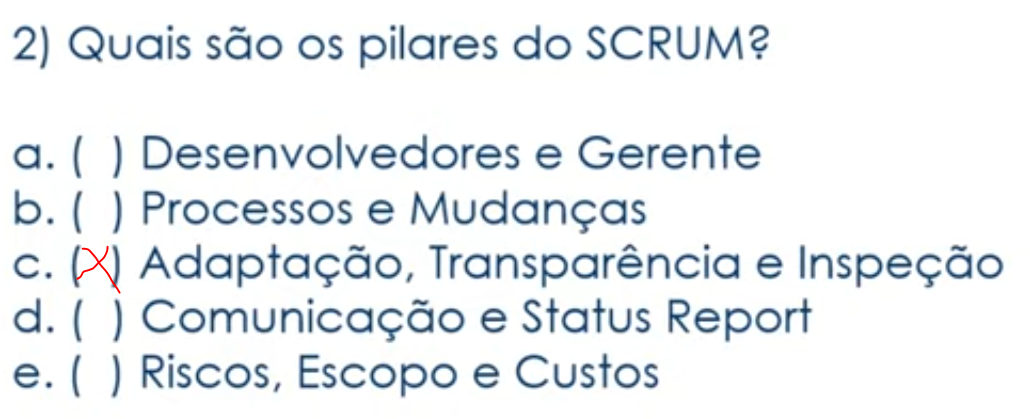 2) Quais são os pilares do SCRUM?
a. ( ) Desenvolvedores e Gerente
b. ( ) Processos e Mudanças
c. (X) Adaptação, Transparência e Inspeção
d. ( ) Comunicação e Status Report
e. ( ) Riscos, Escopo e Custos